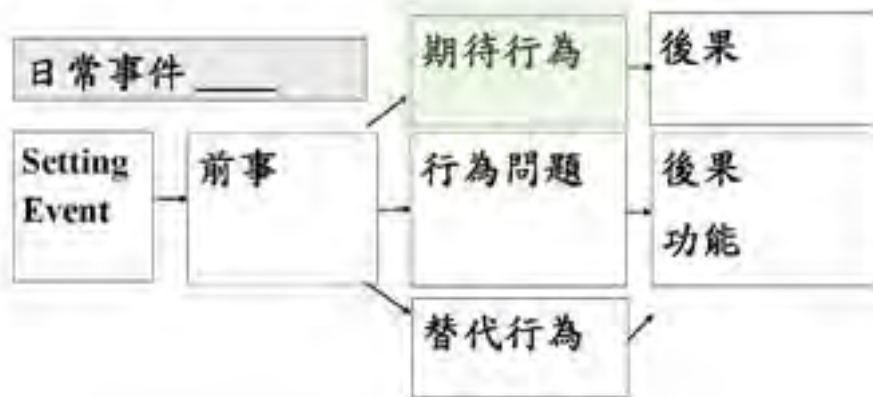 日常事件 ____
期待行為
後果
Setting
Event
前事
行為問題
後果
功能
替代行為